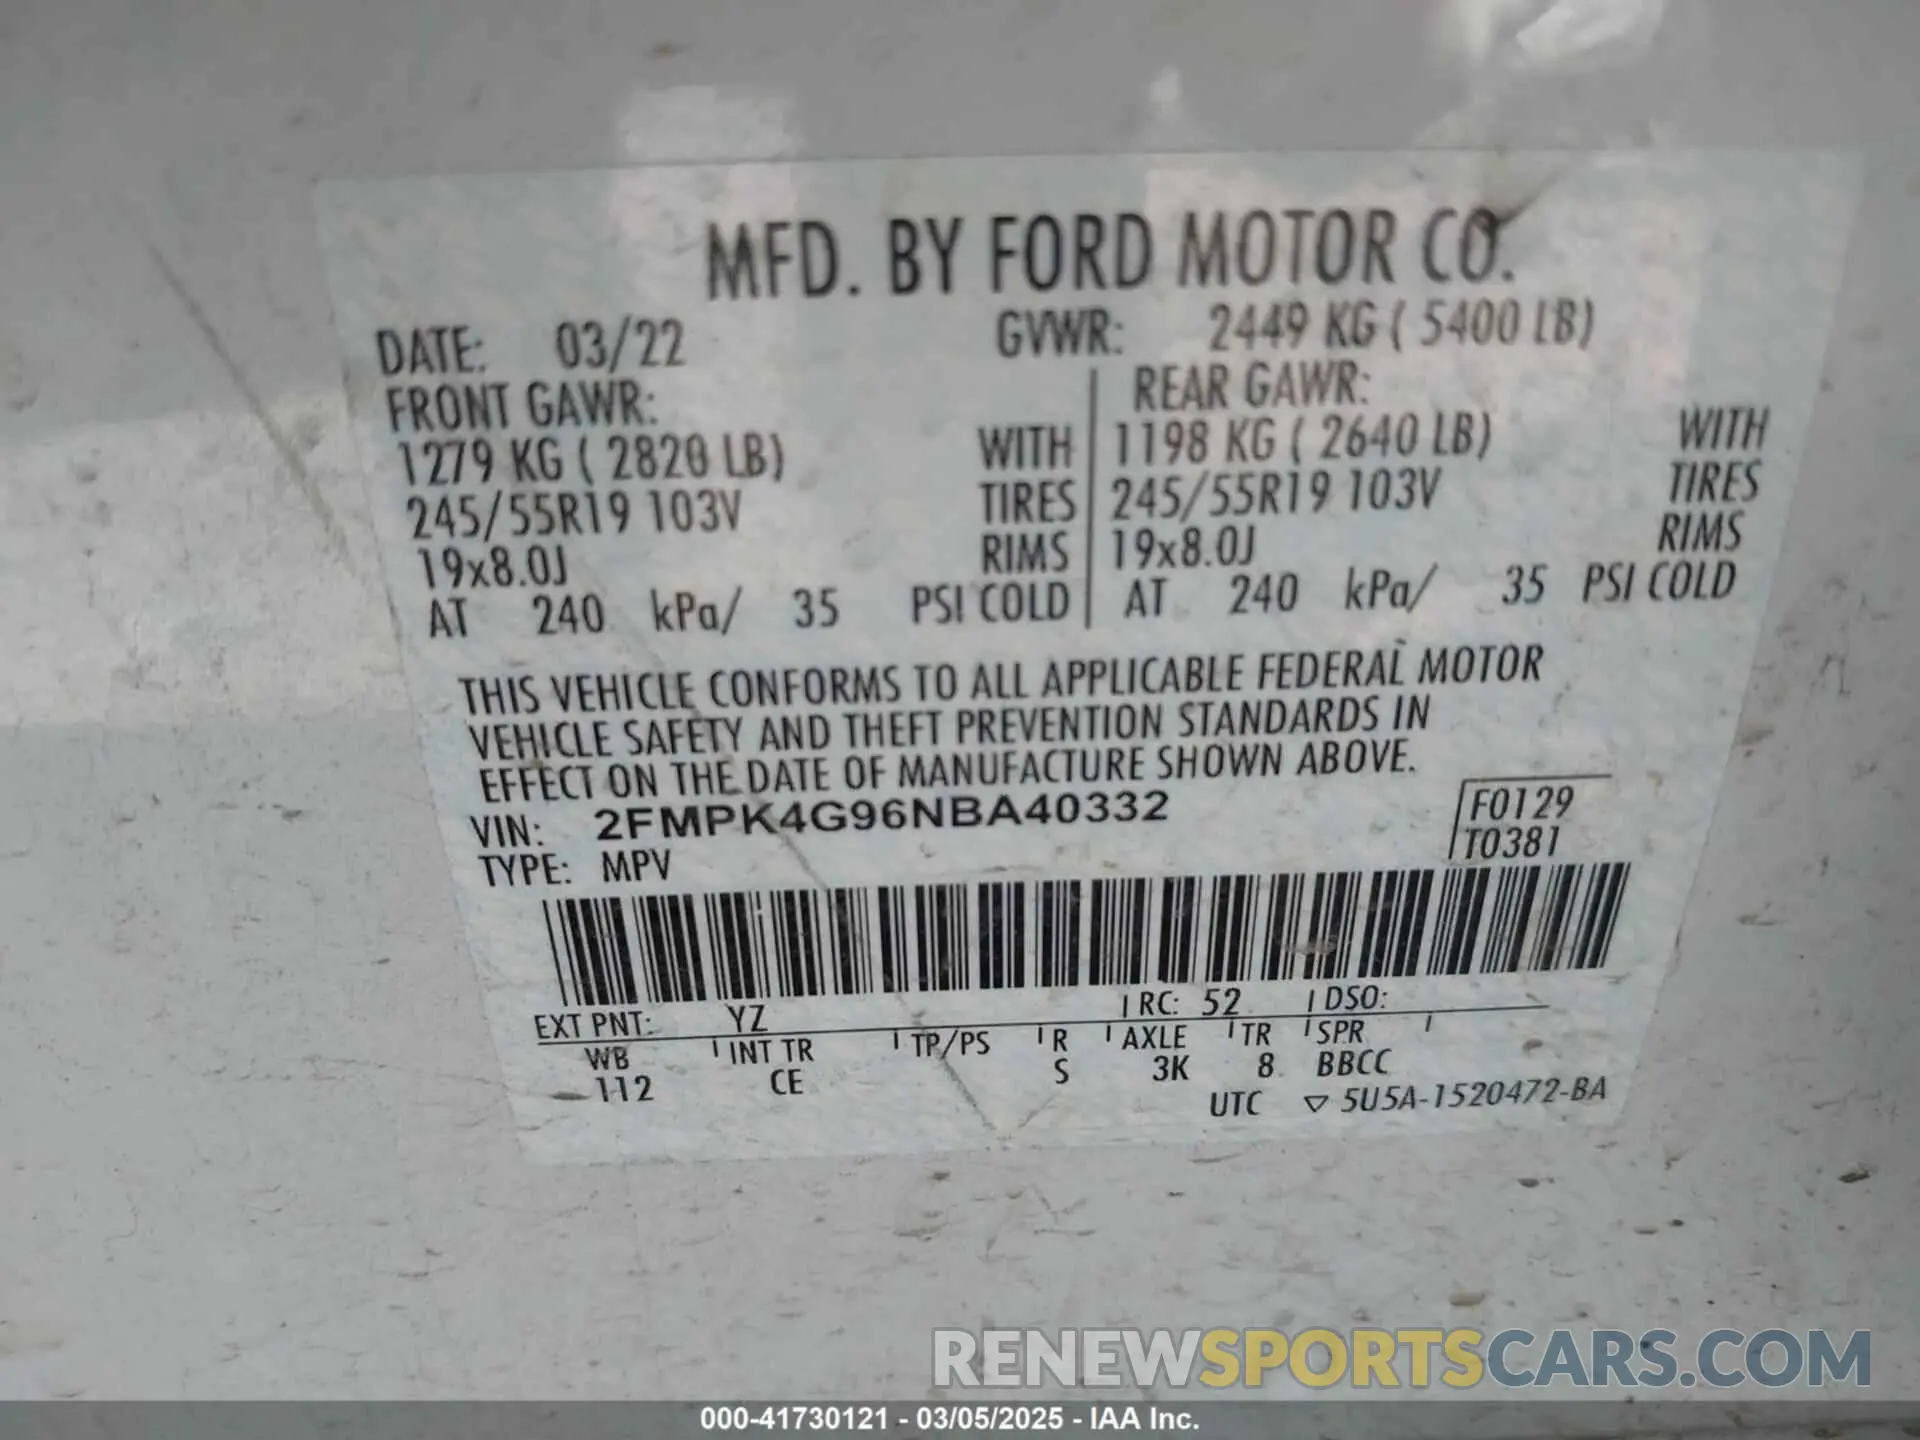 MFD. BY FORD MOTOR CO.
DATE: 03/22 GVWR: 2449 KG ( 5400 LB)
FRONT GAWR: REAR GAWR:
1279 KG ( 2820 LB) WITH 1198 KG ( 2640 LB) WITH
245/55R19 103V TIRES 245/55R19 103V TIRES
19x8.0J RIMS 19x8.0J RIMS
AT 240 kPa/ 35 PSI COLD AT 240 kPa/ 35 PSI COLD
THIS VEHICLE CONFORMS TO ALL APPLICABLE FEDERAL MOTOR
VEHICLE SAFETY AND THEFT PREVENTION STANDARDS IN
EFFECT ON THE DATE OF MANUFACTURE SHOWN ABOVE.
VIN: 2FMPK4G96NBA40332 F0129
TYPE: MPV T0381
EXT PNT: YZ RC: 52 DSO:
WB INT TR TP/PS R AXLE TR SPR
112 CE S 3K 8 BBCC
UTC ▽ 5U5A-1520472-BA
RENEWSPORTSCARS.COM
000-41730121 - 03/05/2025 - IAA Inc.